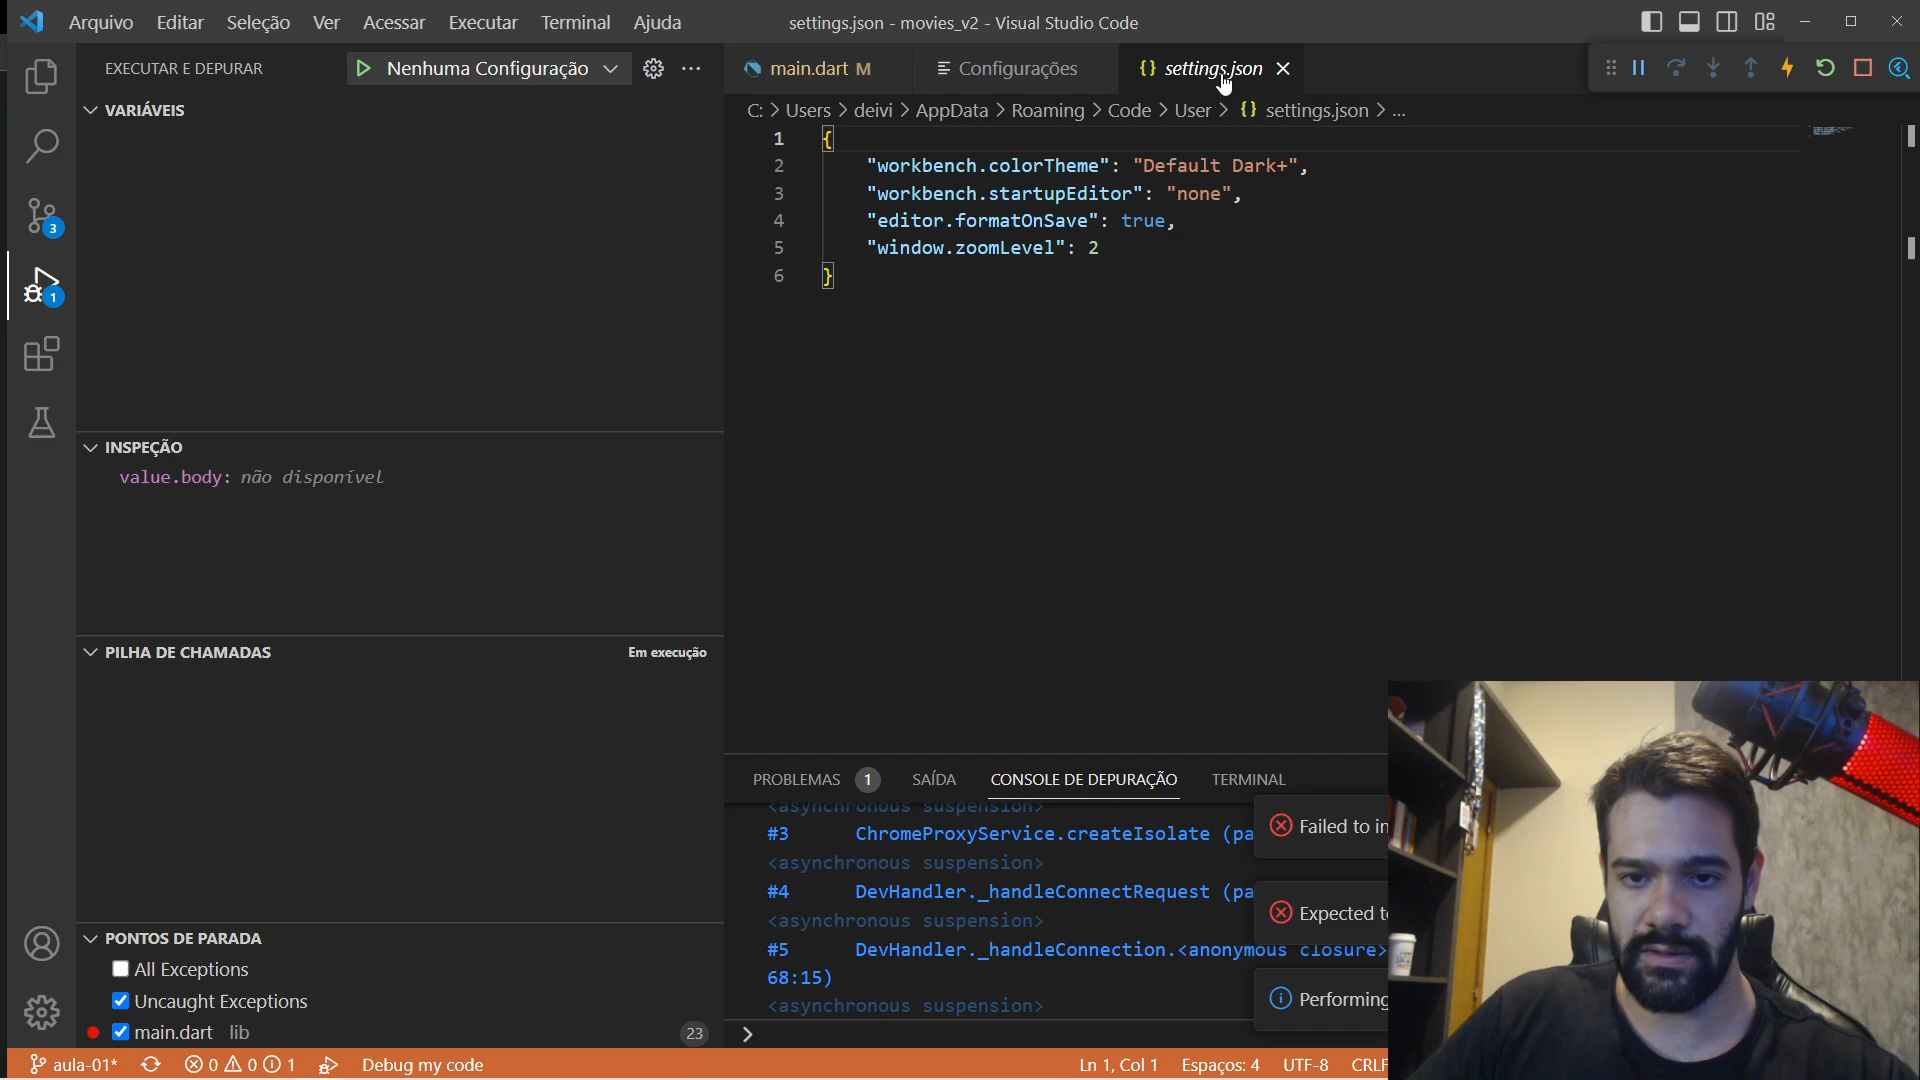 Arquivo Editar Seleção Ver Acessar Executar Terminal Ajuda
settings.json - movies_v2 - Visual Studio Code
EXECUTAR E DEPURAR
Nenhuma Configuração
main.dart M
Configurações
settings.json
C: > Users > deivi > AppData > Roaming > Code > User > {} settings.json > ...
VARIÁVEIS
1 {
2 "workbench.colorTheme": "Default Dark+",
3 "workbench.startupEditor": "none",
4 "editor.formatOnSave": true,
5 "window.zoomLevel": 2
6 }
3
1
INSPEÇÃO
value.body: não disponível
PILHA DE CHAMADAS
Em execução
PROBLEMAS 1 SAÍDA CONSOLE DE DEPURAÇÃO TERMINAL
<asynchronous suspension>
#3 ChromeProxyService.createIsolate (pa
<asynchronous suspension>
#4 DevHandler._handleConnectRequest (pa
<asynchronous suspension>
#5 DevHandler._handleConnection.<anonymous closure>
68:15)
<asynchronous suspension>
Failed to in
Expected t
Performing
PONTOS DE PARADA
All Exceptions
Uncaught Exceptions
main.dart lib
23
aula-01* 0 0 1 Debug my code
Ln 1, Col 1 Espaços: 4 UTF-8 CRLF